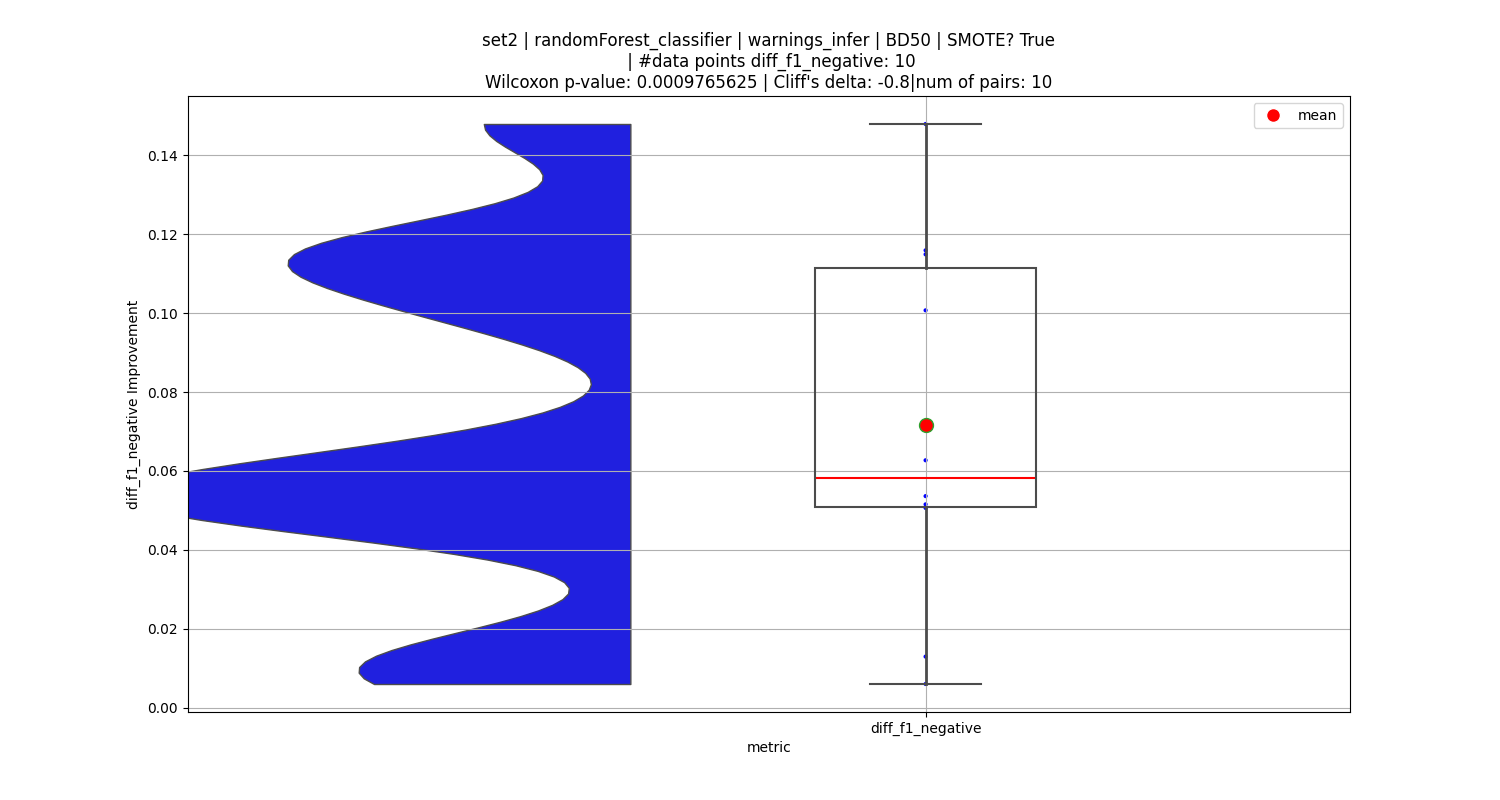 set2 | randomForest_classifier | warnings_infer | BD50 | SMOTE? True
| #data points diff_f1_negative: 10
Wilcoxon p-value: 0.0009765625 | Cliff's delta: -0.8|num of pairs: 10
mean
0.14
0.12
0.10
0.08
0.06
0.04
0.02
0.00
diff_f1_negative Improvement
diff_f1_negative
metric